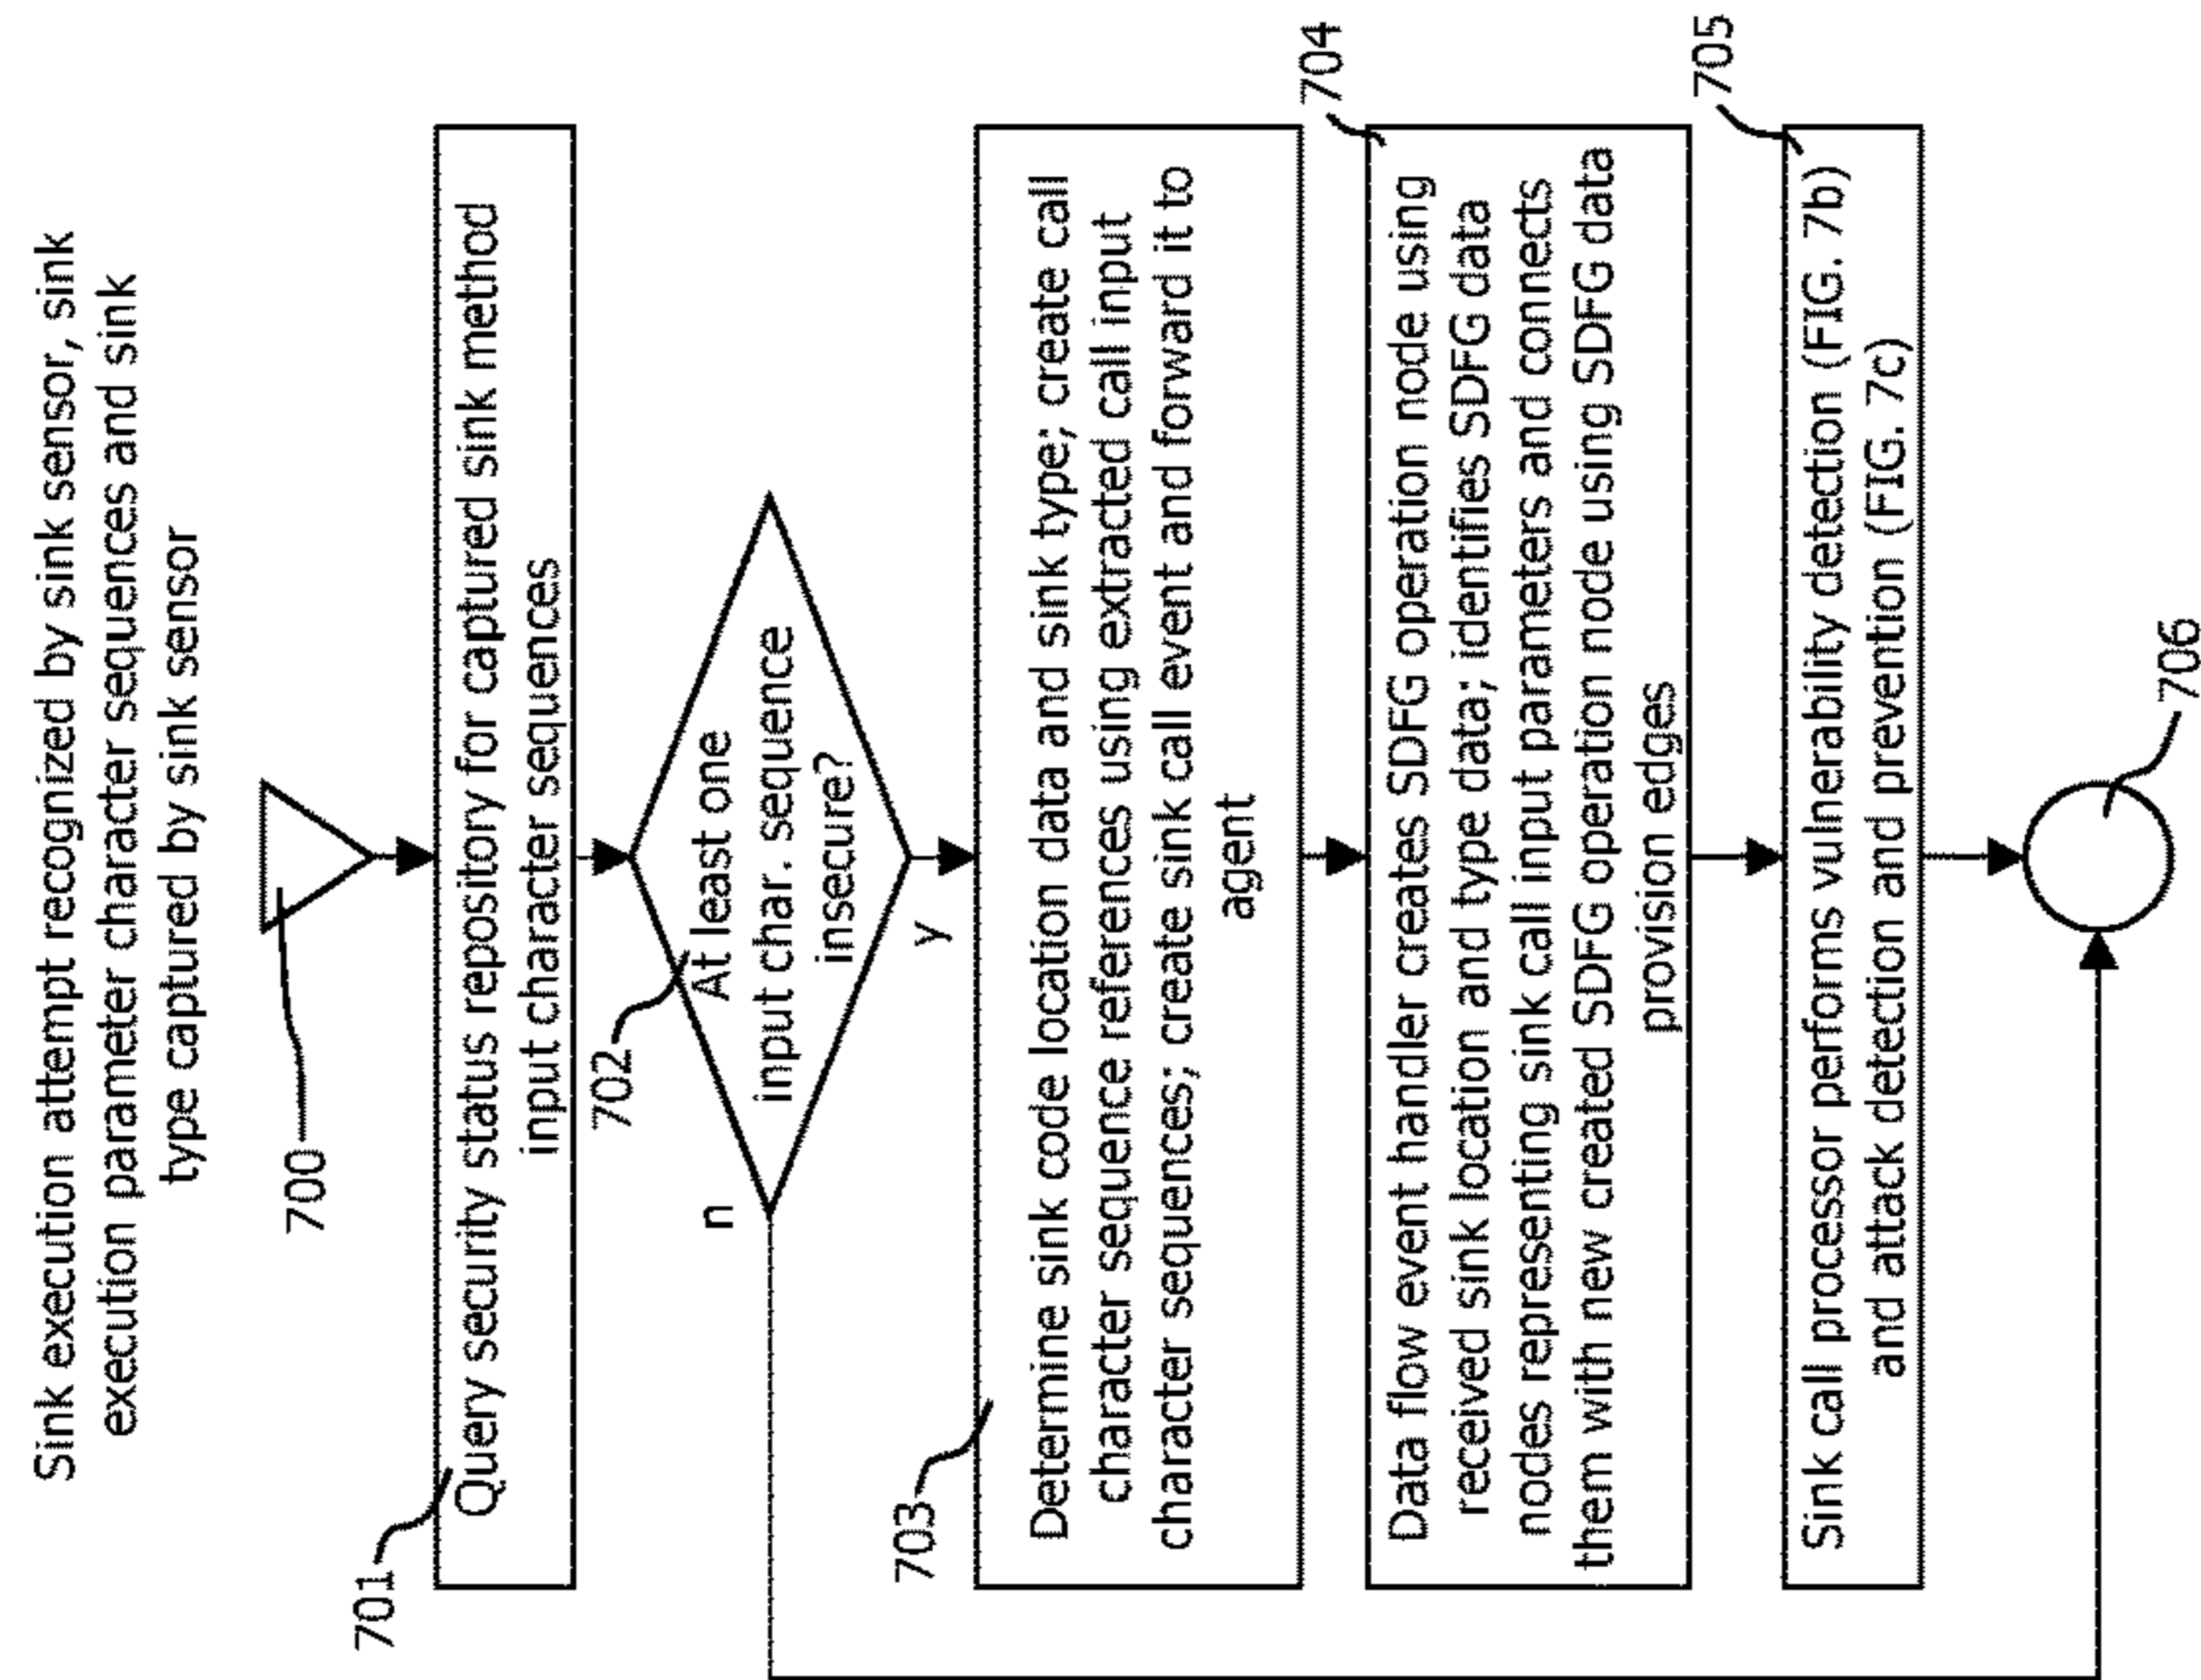 Sink execution attempt recognized by sink sensor, sink
execution parameter character sequences and sink
type captured by sink sensor
700
701
Query security status repository for captured sink method
input character sequences
702
At least one
input char. sequence
insecure?
n
y
703
Determine sink code location data and sink type; create call
character sequence references using extracted call input
character sequences; create sink call event and forward it to
agent
704
Data flow event handler creates SDFG operation node using
received sink location and type data; identifies SDFG data
nodes representing sink call input parameters and connects
them with new created SDFG operation node using SDFG data
provision edges
705
Sink call processor performs vulnerability detection (FIG. 7b)
and attack detection and prevention (FIG. 7c)
706